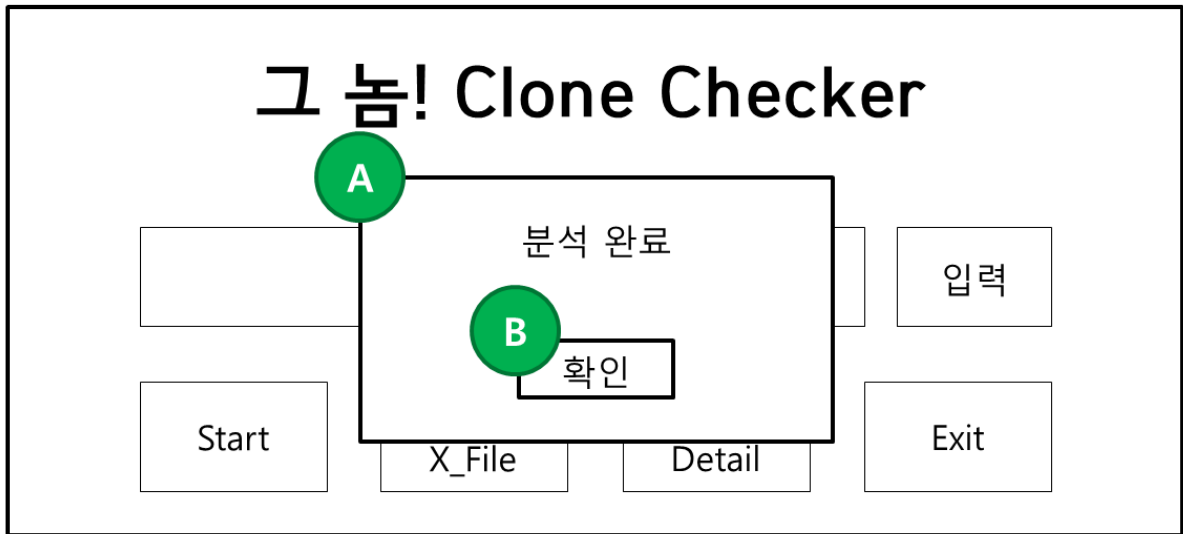 그 놈! Clone Checker
A
분석 완료
입력
B
확인
Start
X_File
Detail
Exit